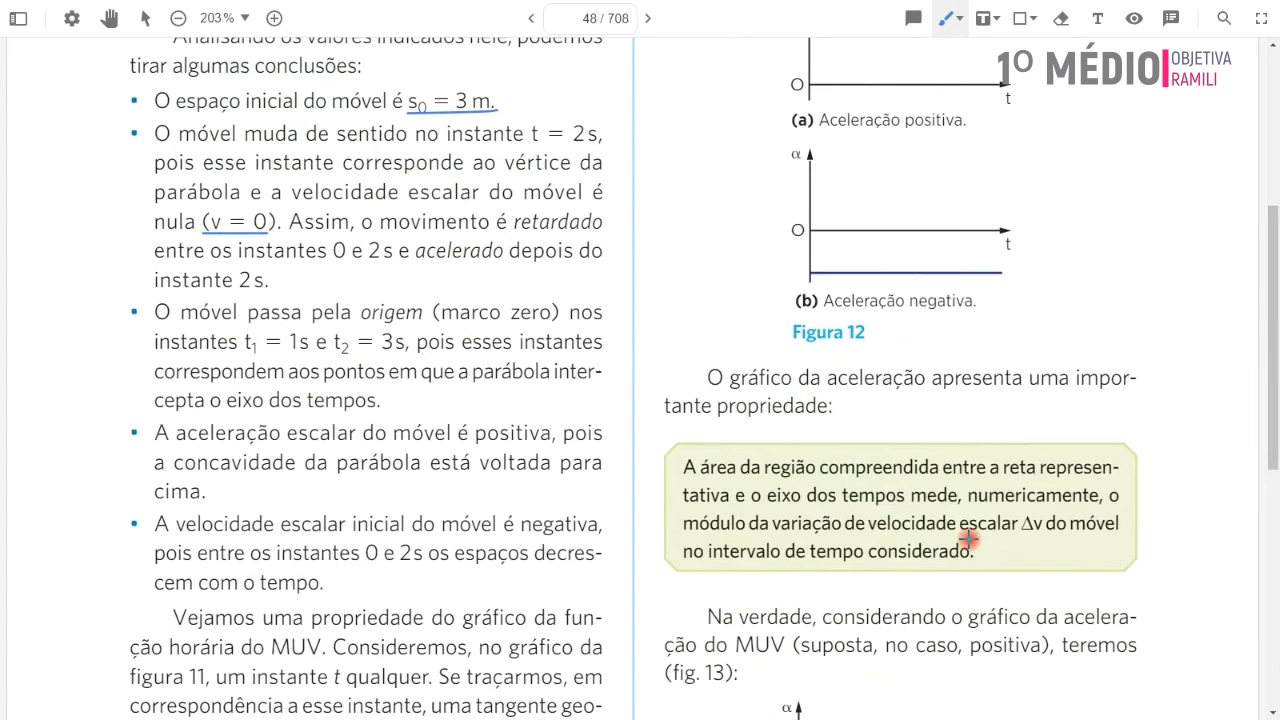 203%
48 / 708
Analisando os valores indicados nele, podemos
tirar algumas conclusões:
• O espaço inicial do móvel é s₀ = 3 m.
• O móvel muda de sentido no instante t = 2 s,
pois esse instante corresponde ao vértice da
parábola e a velocidade escalar do móvel é
nula (v = 0). Assim, o movimento é retardado
entre os instantes 0 e 2 s e acelerado depois do
instante 2 s.
• O móvel passa pela origem (marco zero) nos
instantes t₁ = 1 s e t₂ = 3 s, pois esses instantes
correspondem aos pontos em que a parábola inter-
cepta o eixo dos tempos.
• A aceleração escalar do móvel é positiva, pois
a concavidade da parábola está voltada para
cima.
• A velocidade escalar inicial do móvel é negativa,
pois entre os instantes 0 e 2 s os espaços decres-
cem com o tempo.
Vejamos uma propriedade do gráfico da fun-
ção horária do MUV. Consideremos, no gráfico da
figura 11, um instante t qualquer. Se traçarmos, em
correspondência a esse instante, uma tangente geo-
1º MÉDIO
OBJETIVA
RAMILI
O
t
(a) Aceleração positiva.
α
O
t
(b) Aceleração negativa.
Figura 12
O gráfico da aceleração apresenta uma impor-
tante propriedade:
A área da região compreendida entre a reta represen-
tativa e o eixo dos tempos mede, numericamente, o
módulo da variação de velocidade escalar Δv do móvel
no intervalo de tempo considerado.
Na verdade, considerando o gráfico da acelera-
ção do MUV (suposta, no caso, positiva), teremos
(fig. 13):
α